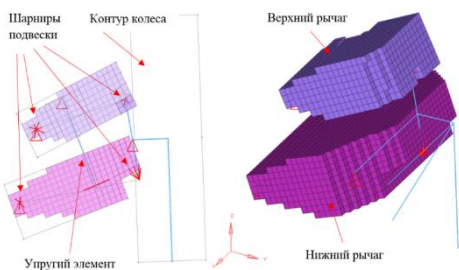 Шарниры
подвески
Контур колеса
Верхний рычаг
Упругий элемент
Нижний рычаг